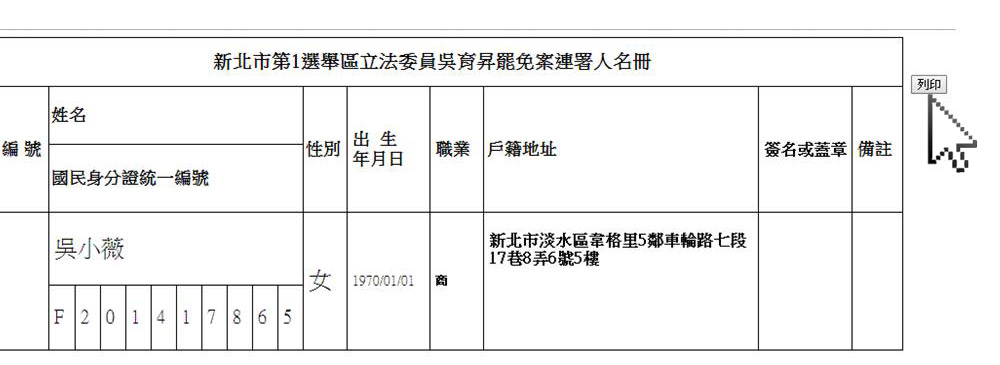 新北市第1選舉區立法委員吳育昇罷免案連署人名冊
列印
編號
姓名
國民身分證統一編號
性別
出 生
年月日
職業
戶籍地址
簽名或蓋章
備註
吳小薇
F 2 0 1 4 1 7 8 6 5
女
1970/01/01
商
新北市淡水區韋格里5鄰車輪路七段
17巷8弄6號5樓